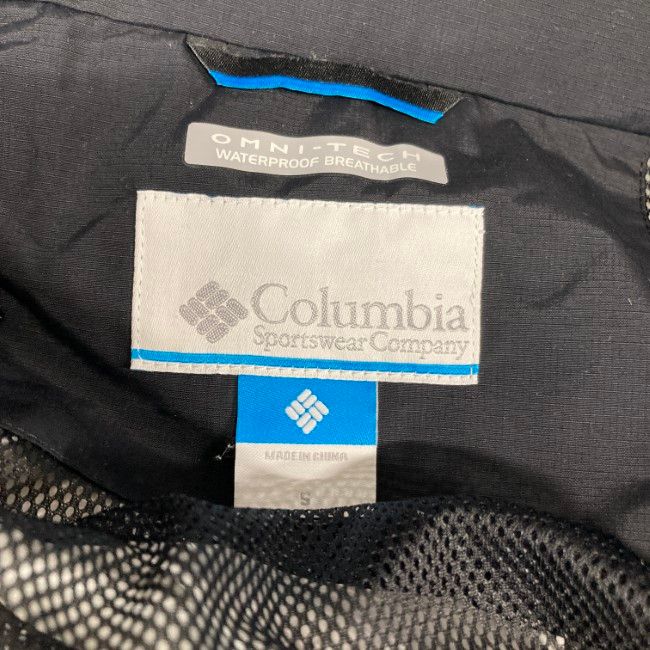 OMNI-TECH
WATERPROOF BREATHABLE
Columbia
Sportswear Company
MADE IN CHINA
S